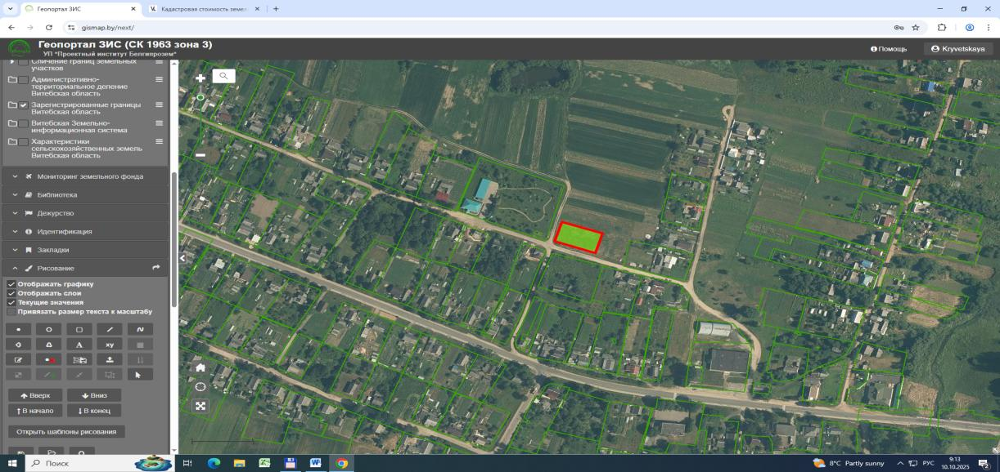 Геопортал ЗИС
Кадастровая стоимость земел
gismap.by/next/
Геопортал ЗИС (СК 1963 зона 3)
УП "Проектный институт Белгипрозем"
Помощь
Kryvetskaya
Сличение границ земельных
участков
Административно-
территориальное деление
Витебская область
Зарегистрированные границы
Витебская область
Витебская Земельно-
информационная система
Характеристики
сельскохозяйственных земель
Витебская область
Мониторинг земельного фонда
Библиотека
Дежурство
Идентификация
Закладки
Рисование
Отображать графику
Отображать слои
Текущие значения
Привязать размер текста к масштабу
A
xy
Вверх
Вниз
В начало
В конец
Открыть шаблоны рисования
Поиск
8°C Partly sunny
РУС
9:13
10.10.2025
2